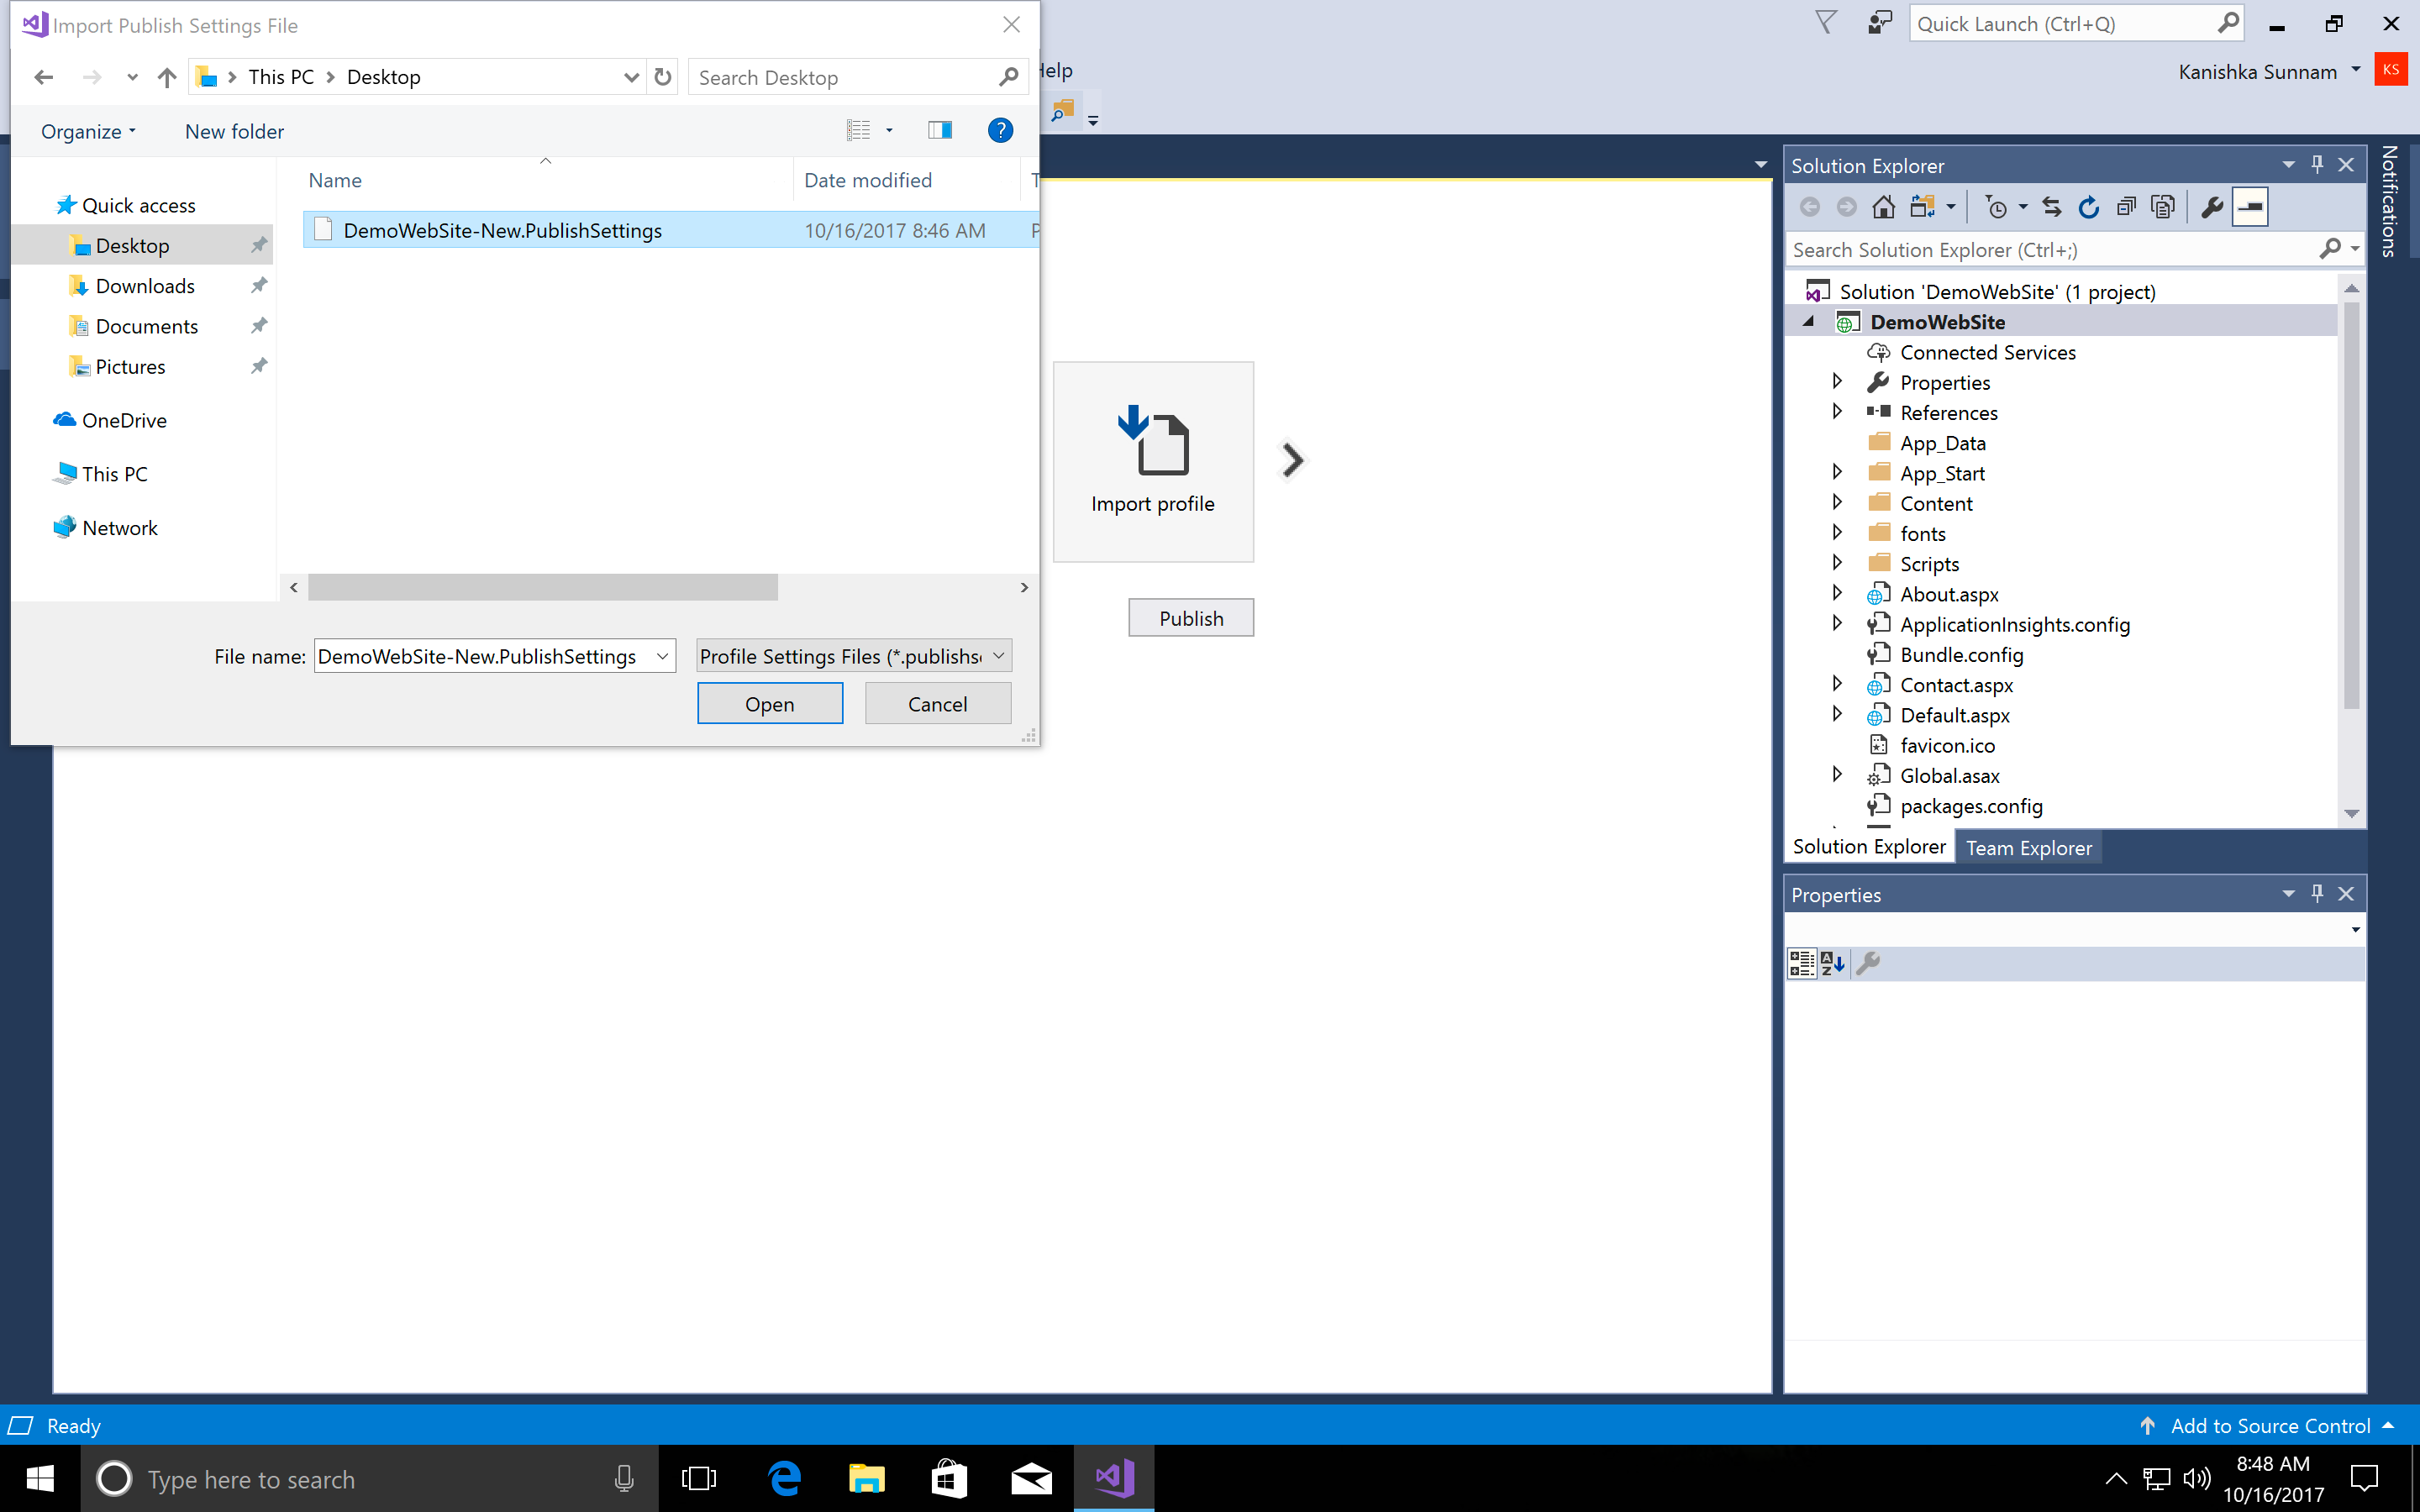 Import Publish Settings File
This PC
Desktop
Search Desktop
Organize
New folder
Name
Date modified
Quick access
Desktop
Downloads
Documents
Pictures
OneDrive
This PC
Network
DemoWebSite-New.PublishSettings
10/16/2017 8:46 AM
File name:
DemoWebSite-New.PublishSettings
Profile Settings Files (*.publishs
Open
Cancel
Import profile
Publish
Quick Launch (Ctrl+Q)
Kanishka Sunnam
KS
Notifications
Solution Explorer
Search Solution Explorer (Ctrl+;)
Solution 'DemoWebSite' (1 project)
DemoWebSite
Connected Services
Properties
References
App_Data
App_Start
Content
fonts
Scripts
About.aspx
ApplicationInsights.config
Bundle.config
Contact.aspx
Default.aspx
favicon.ico
Global.asax
packages.config
Solution Explorer
Team Explorer
Properties
Ready
Add to Source Control
Type here to search
8:48 AM
10/16/2017